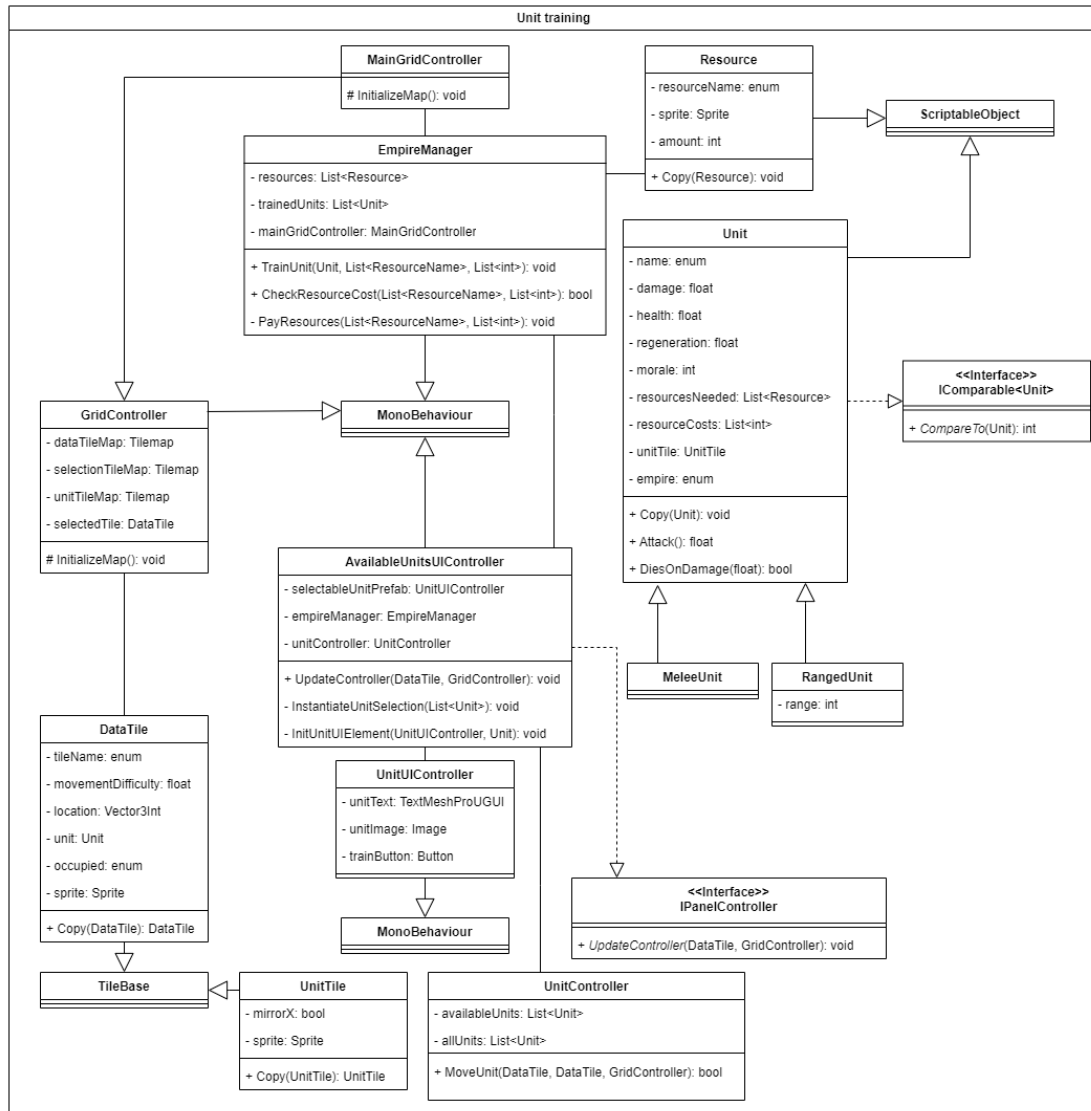 Unit training
MainGridController
# InitializeMap(): void
Resource
- resourceName: enum
- sprite: Sprite
- amount: int
+ Copy(Resource): void
ScriptableObject
EmpireManager
- resources: List<Resource>
- trainedUnits: List<Unit>
- mainGridController: MainGridController
+ TrainUnit(Unit, List<ResourceName>, List<int>): void
+ CheckResourceCost(List<ResourceName>, List<int>): bool
- PayResources(List<ResourceName>, List<int>): void
Unit
- name: enum
- damage: float
- health: float
- regeneration: float
- morale: int
- resourcesNeeded: List<Resource>
- resourceCosts: List<int>
- unitTile: UnitTile
- empire: enum
+ Copy(Unit): void
+ Attack(): float
+ DiesOnDamage(float): bool
<<Interface>>
IComparable<Unit>
+ CompareTo(Unit): int
GridController
- dataTileMap: Tilemap
- selectionTileMap: Tilemap
- unitTileMap: Tilemap
- selectedTile: DataTile
# InitializeMap(): void
MonoBehaviour
AvailableUnitsUIController
- selectableUnitPrefab: UnitUIController
- empireManager: EmpireManager
- unitController: UnitController
+ UpdateController(DataTile, GridController): void
- InstantiateUnitSelection(List<Unit>): void
- InitUnitUIElement(UnitUIController, Unit): void
MeleeUnit
RangedUnit
- range: int
DataTile
- tileName: enum
- movementDifficulty: float
- location: Vector3Int
- unit: Unit
- occupied: enum
- sprite: Sprite
+ Copy(DataTile): DataTile
UnitUIController
- unitText: TextMeshProUGUI
- unitImage: Image
- trainButton: Button
<<Interface>>
IPanelController
+ UpdateController(DataTile, GridController): void
MonoBehaviour
TileBase
UnitTile
- mirrorX: bool
- sprite: Sprite
+ Copy(UnitTile): UnitTile
UnitController
- availableUnits: List<Unit>
- allUnits: List<Unit>
+ MoveUnit(DataTile, DataTile, GridController): bool